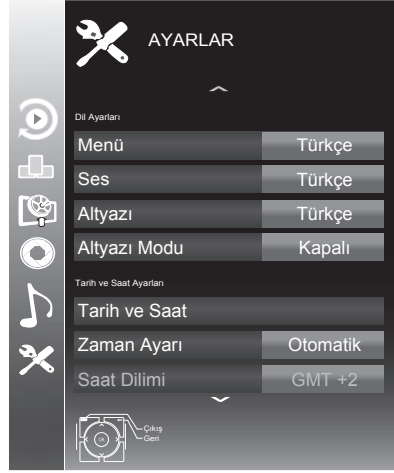 AYARLAR
Dil Ayarları
Menü Türkçe
Ses Türkçe
Altyazı Türkçe
Altyazı Modu Kapalı
Tarih ve Saat Ayarları
Tarih ve Saat
Zaman Ayarı Otomatik
Saat Dilimi GMT +2
Çıkış
OK Geri